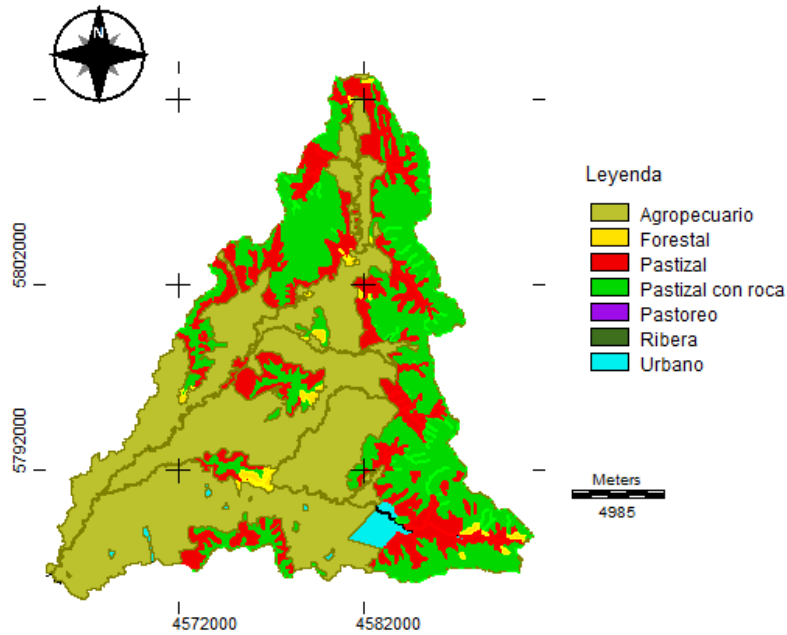 N
Leyenda
Agropecuario
Forestal
Pastizal
Pastizal con roca
Pastoreo
Ribera
Urbano
5802000
5792000
Meters
4985
4572000
4582000